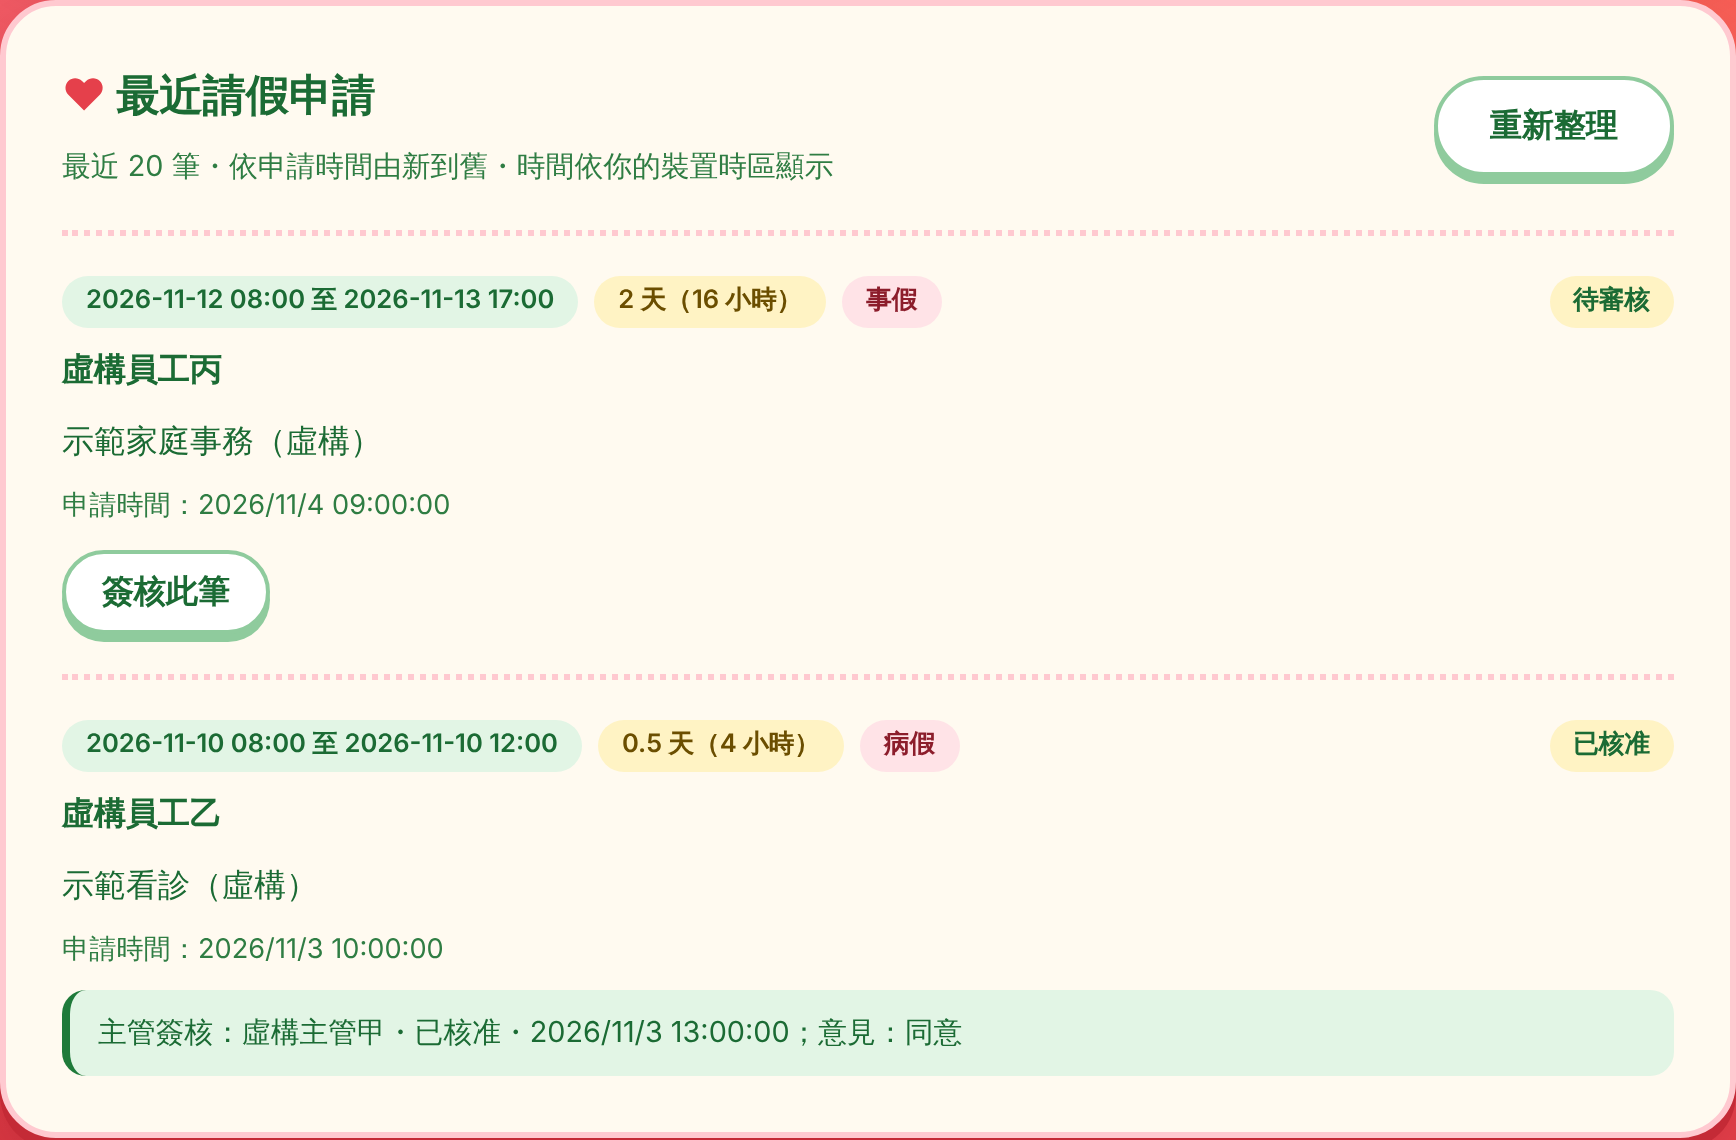 最近請假申請
最近 20 筆・依申請時間由新到舊・時間依你的裝置時區顯示
重新整理
2026-11-12 08:00 至 2026-11-13 17:00
2 天（16 小時）
事假
待審核
虛構員工丙
示範家庭事務（虛構）
申請時間：2026/11/4 09:00:00
簽核此筆
2026-11-10 08:00 至 2026-11-10 12:00
0.5 天（4 小時）
病假
已核准
虛構員工乙
示範看診（虛構）
申請時間：2026/11/3 10:00:00
主管簽核：虛構主管甲・已核准・2026/11/3 13:00:00；意見：同意